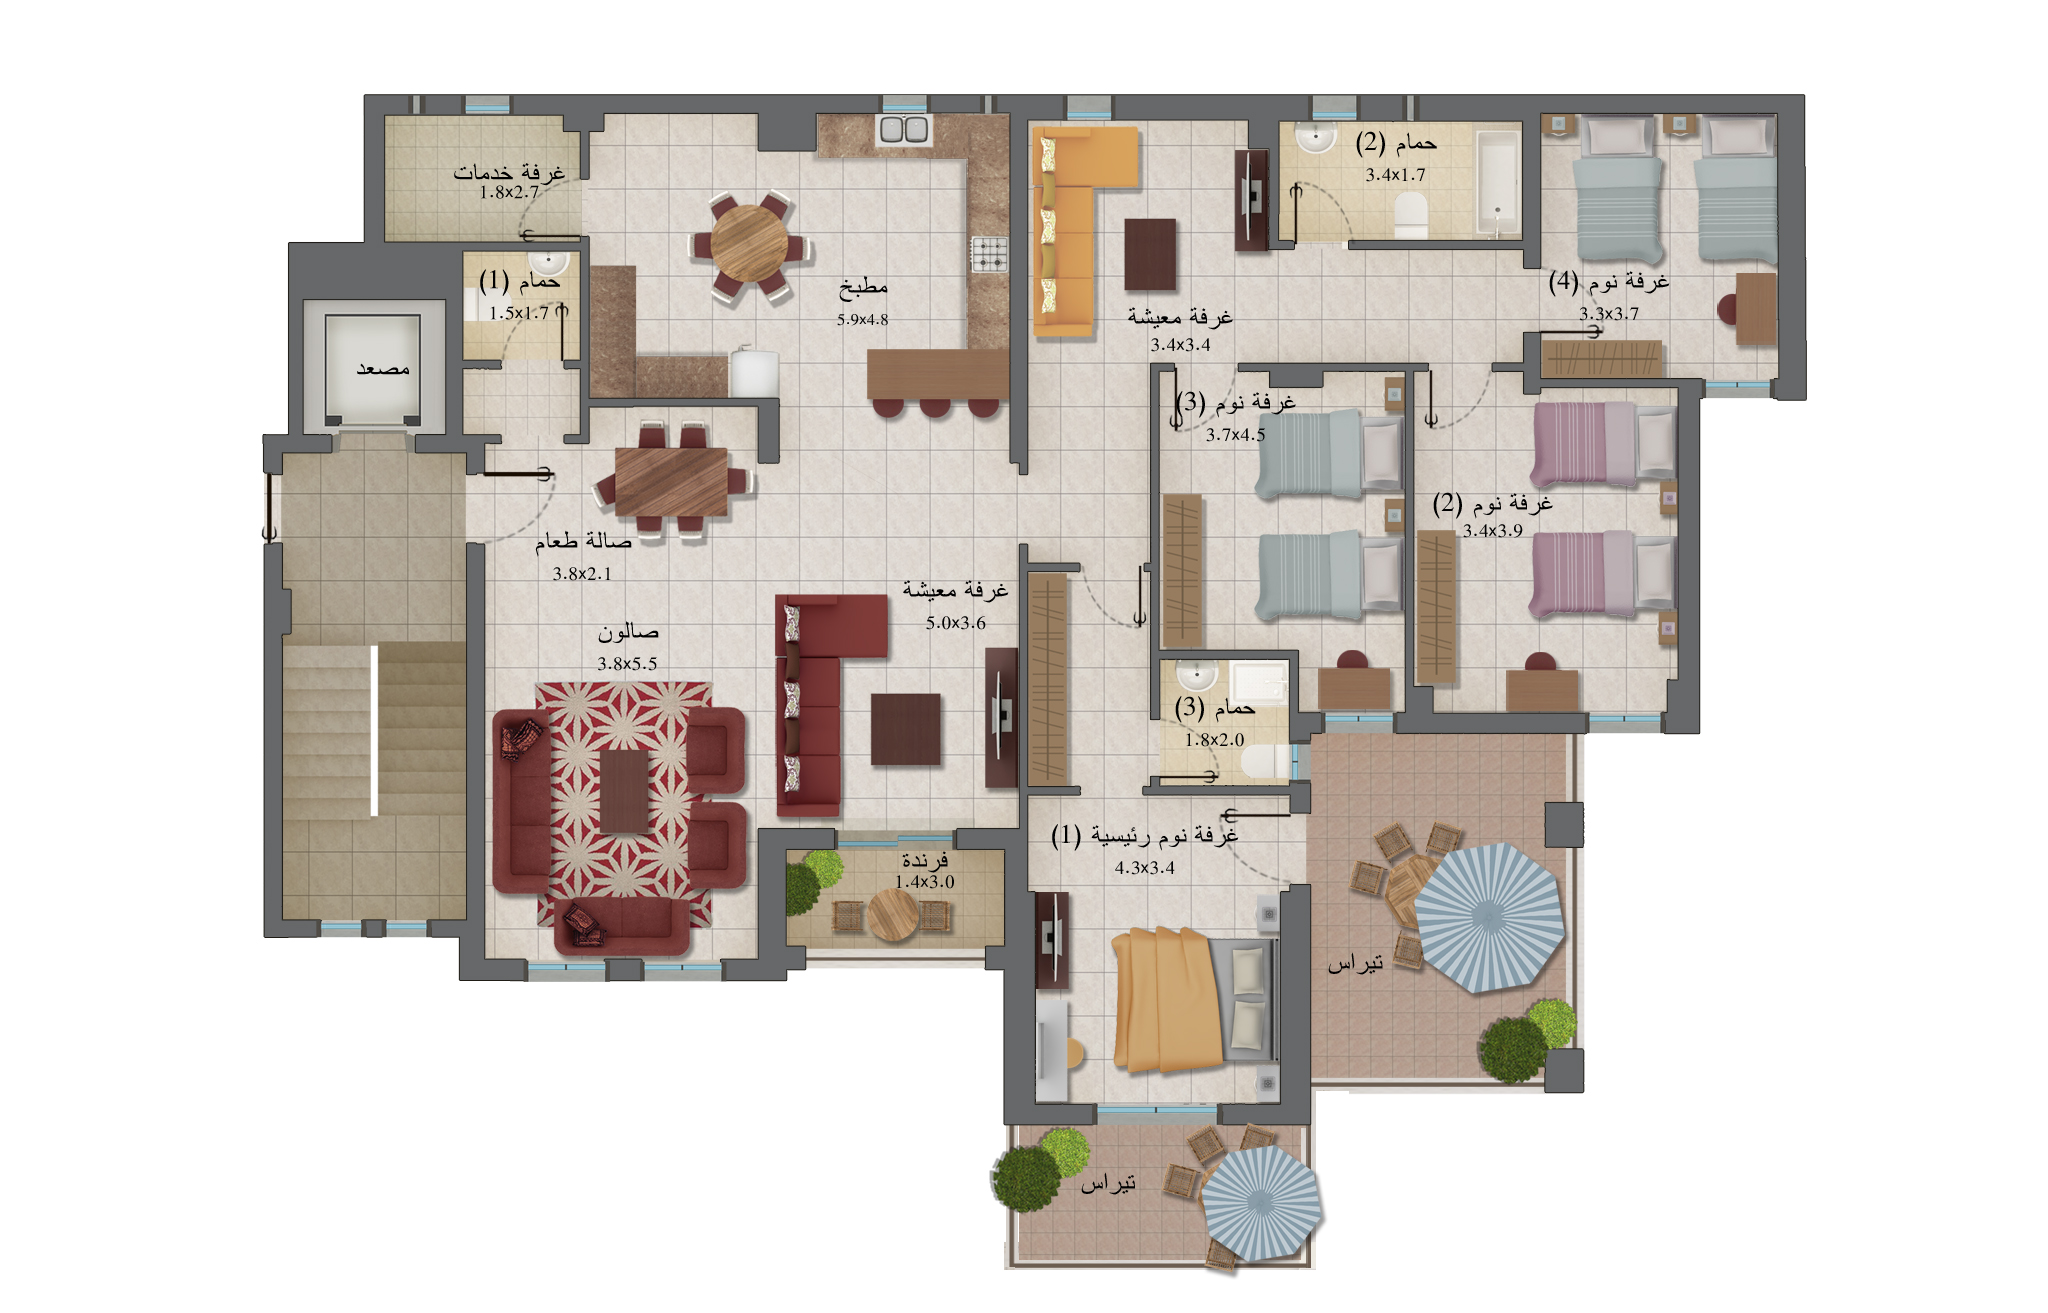 غرفة خدمات
1.8x2.7
حمام (1)
1.5x1.7
مصعد
مطبخ
5.9x4.8
غرفة معيشة
3.4x3.4
حمام (2)
3.4x1.7
غرفة نوم (4)
3.3x3.7
غرفة نوم (3)
3.7x4.5
غرفة نوم (2)
3.4x3.9
صالة طعام
3.8x2.1
غرفة معيشة
5.0x3.6
صالون
3.8x5.5
حمام (3)
1.8x2.0
غرفة نوم رئيسية (1)
4.3x3.4
فرندة
1.4x3.0
تيراس
تيراس